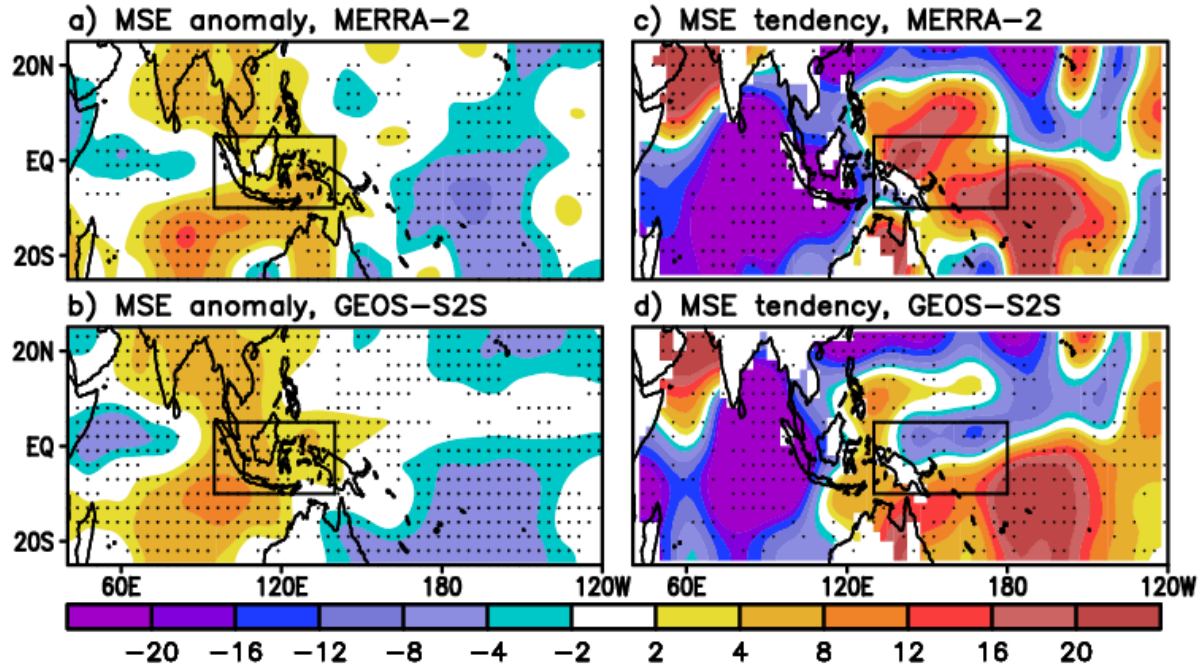 a) MSE anomaly, MERRA−2
c) MSE tendency, MERRA−2
20N
EQ
20S
b) MSE anomaly, GEOS−S2S
d) MSE tendency, GEOS−S2S
20N
EQ
20S
60E 120E 180 120W
60E 120E 180 120W
−20 −16 −12 −8 −4 −2 2 4 8 12 16 20